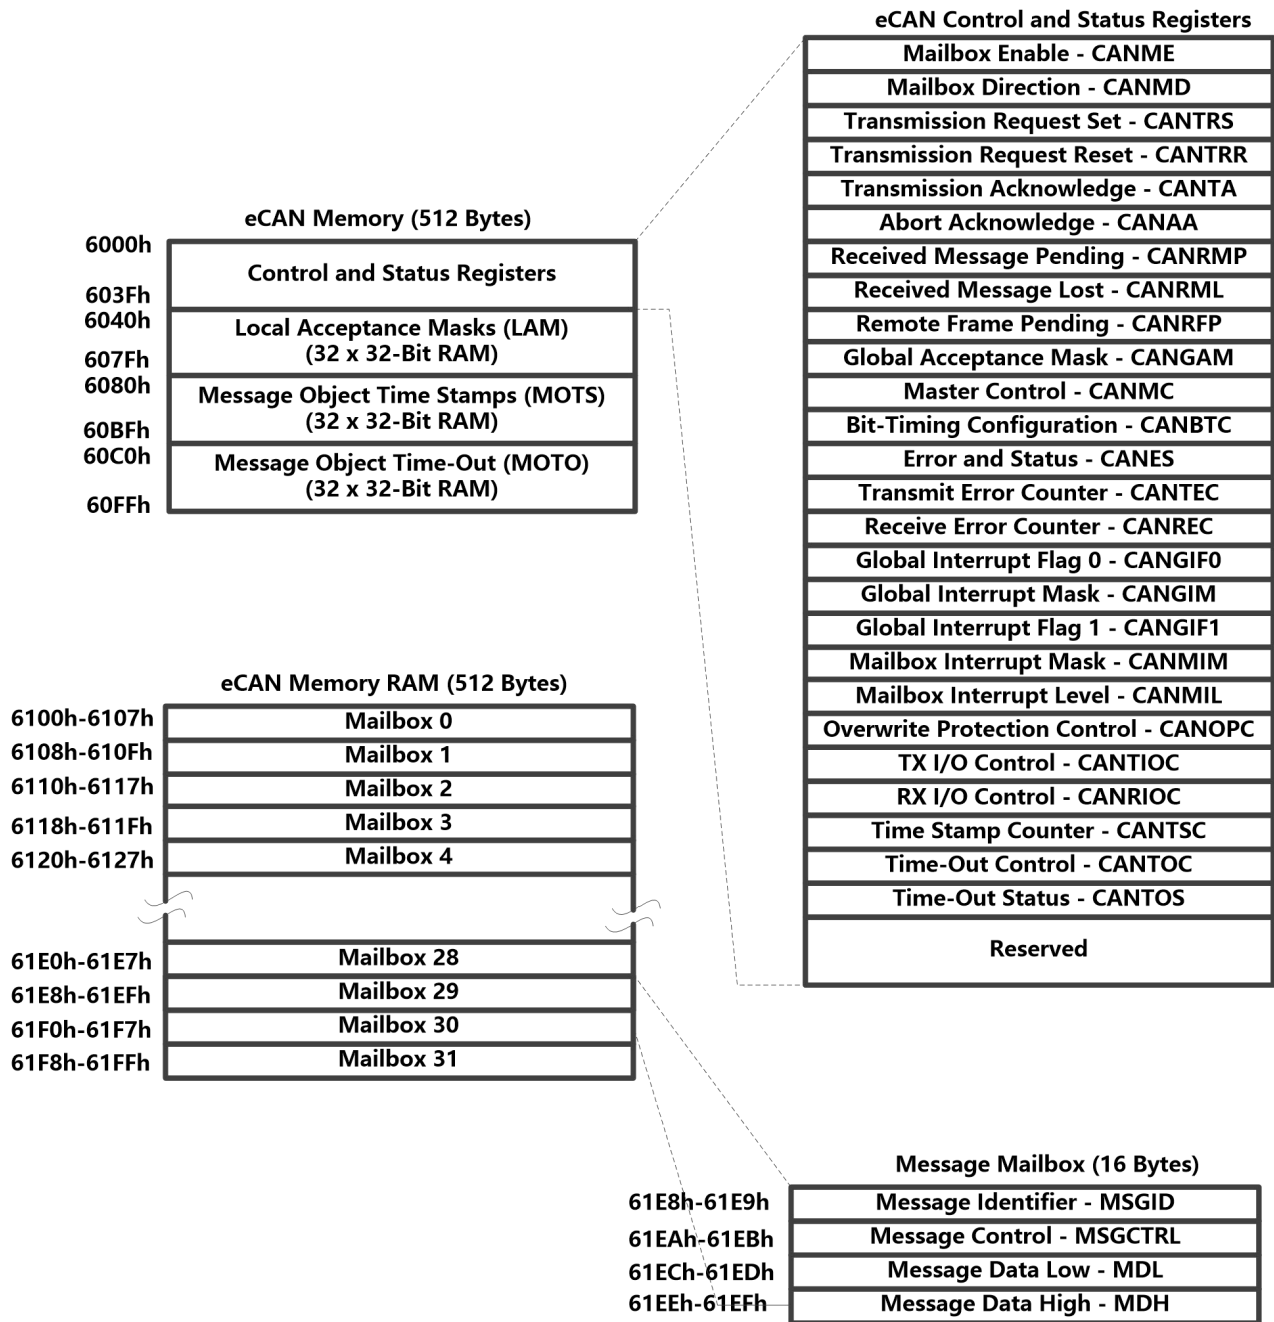 eCAN Control and Status Registers
Mailbox Enable - CANME
Mailbox Direction - CANMD
Transmission Request Set - CANTRS
Transmission Request Reset - CANTRR
Transmission Acknowledge - CANTA
Abort Acknowledge - CANAA
Received Message Pending - CANRMP
Received Message Lost - CANRML
Remote Frame Pending - CANRFP
Global Acceptance Mask - CANGAM
Master Control - CANMC
Bit-Timing Configuration - CANBTC
Error and Status - CANES
Transmit Error Counter - CANTEC
Receive Error Counter - CANREC
Global Interrupt Flag 0 - CANGIF0
Global Interrupt Mask - CANGIM
Global Interrupt Flag 1 - CANGIF1
Mailbox Interrupt Mask - CANMIM
Mailbox Interrupt Level - CANMIL
Overwrite Protection Control - CANOPC
TX I/O Control - CANTIOC
RX I/O Control - CANRIOC
Time Stamp Counter - CANTSC
Time-Out Control - CANTOC
Time-Out Status - CANTOS
Reserved
eCAN Memory (512 Bytes)
6000h
Control and Status Registers
603Fh
6040h
Local Acceptance Masks (LAM)
(32 x 32-Bit RAM)
607Fh
6080h
Message Object Time Stamps (MOTS)
(32 x 32-Bit RAM)
60BFh
60C0h
Message Object Time-Out (MOTO)
(32 x 32-Bit RAM)
60FFh
eCAN Memory RAM (512 Bytes)
6100h-6107h Mailbox 0
6108h-610Fh Mailbox 1
6110h-6117h Mailbox 2
6118h-611Fh Mailbox 3
6120h-6127h Mailbox 4
61E0h-61E7h Mailbox 28
61E8h-61EFh Mailbox 29
61F0h-61F7h Mailbox 30
61F8h-61FFh Mailbox 31
Message Mailbox (16 Bytes)
61E8h-61E9h Message Identifier - MSGID
61EAh-61EBh Message Control - MSGCTRL
61ECh-61EDh Message Data Low - MDL
61EEh-61EFh Message Data High - MDH